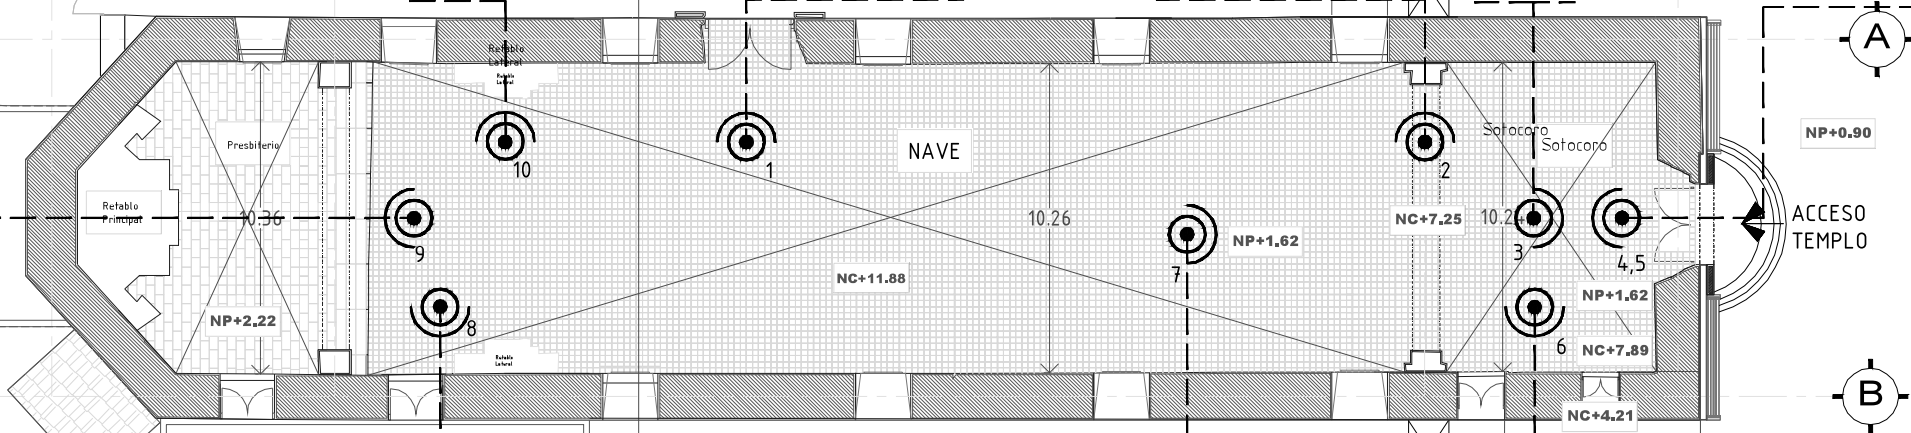 Retablo
Lateral
Retablo
Lateral
A
NP+0.90
Presbiterio
10
1
NAVE
2
Sotocoro
Sotocoro
Retablo
Principal
10.36
9
10.26
7
NP+1.62
NC+7.25
10.24
3
4,5
ACCESO
TEMPLO
NC+11.88
NP+1.62
NP+2.22
8
6
NC+7.89
Retablo
Lateral
B
NC+4.21